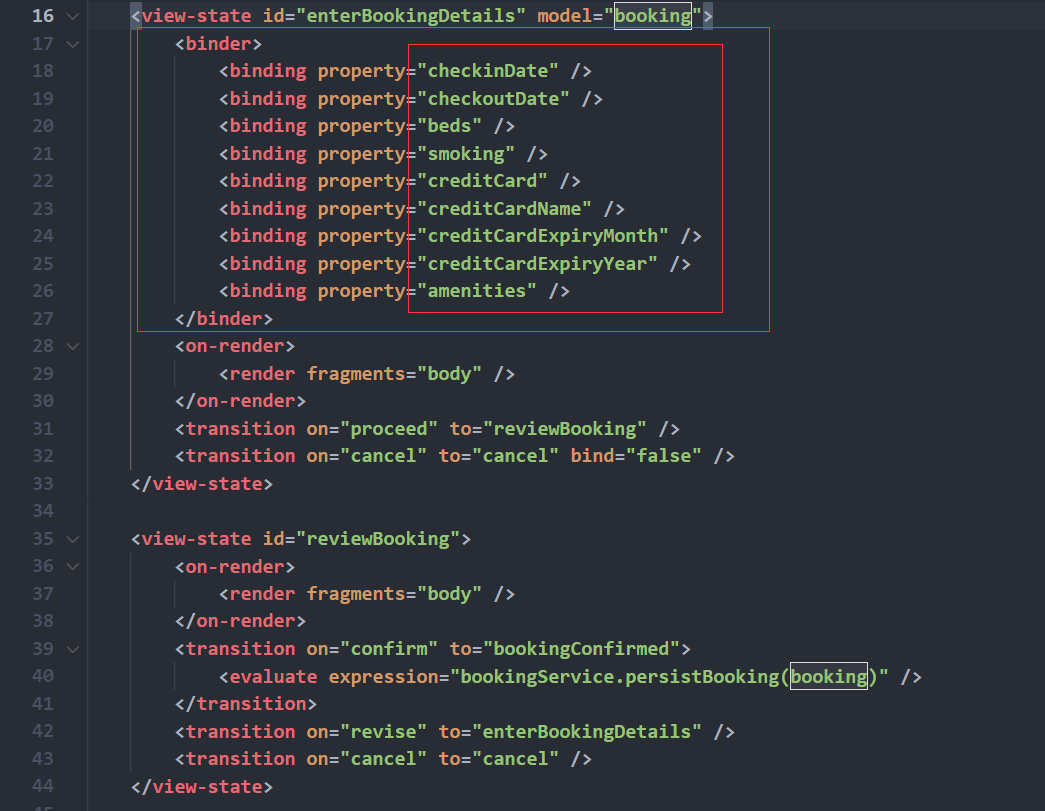 16 <view-state id="enterBookingDetails" model="booking">
17 <binder>
18 <binding property="checkinDate" />
19 <binding property="checkoutDate" />
20 <binding property="beds" />
21 <binding property="smoking" />
22 <binding property="creditCard" />
23 <binding property="creditCardName" />
24 <binding property="creditCardExpiryMonth" />
25 <binding property="creditCardExpiryYear" />
26 <binding property="amenities" />
27 </binder>
28 <on-render>
29 <render fragments="body" />
30 </on-render>
31 <transition on="proceed" to="reviewBooking" />
32 <transition on="cancel" to="cancel" bind="false" />
33 </view-state>
34
35 <view-state id="reviewBooking">
36 <on-render>
37 <render fragments="body" />
38 </on-render>
39 <transition on="confirm" to="bookingConfirmed">
40 <evaluate expression="bookingService.persistBooking(booking)" />
41 </transition>
42 <transition on="revise" to="enterBookingDetails" />
43 <transition on="cancel" to="cancel" />
44 </view-state>